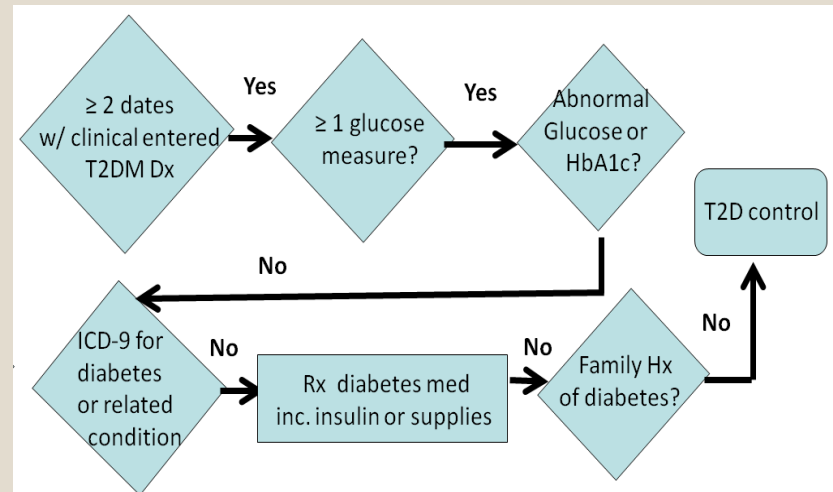 ≥ 2 dates
w/ clinical entered
T2DM Dx
Yes
≥ 1 glucose
measure?
Yes
Abnormal
Glucose or
HbA1c?
T2D control
No
ICD-9 for
diabetes
or related
condition
No
Rx diabetes med
inc. insulin or supplies
No
Family Hx
of diabetes?
No